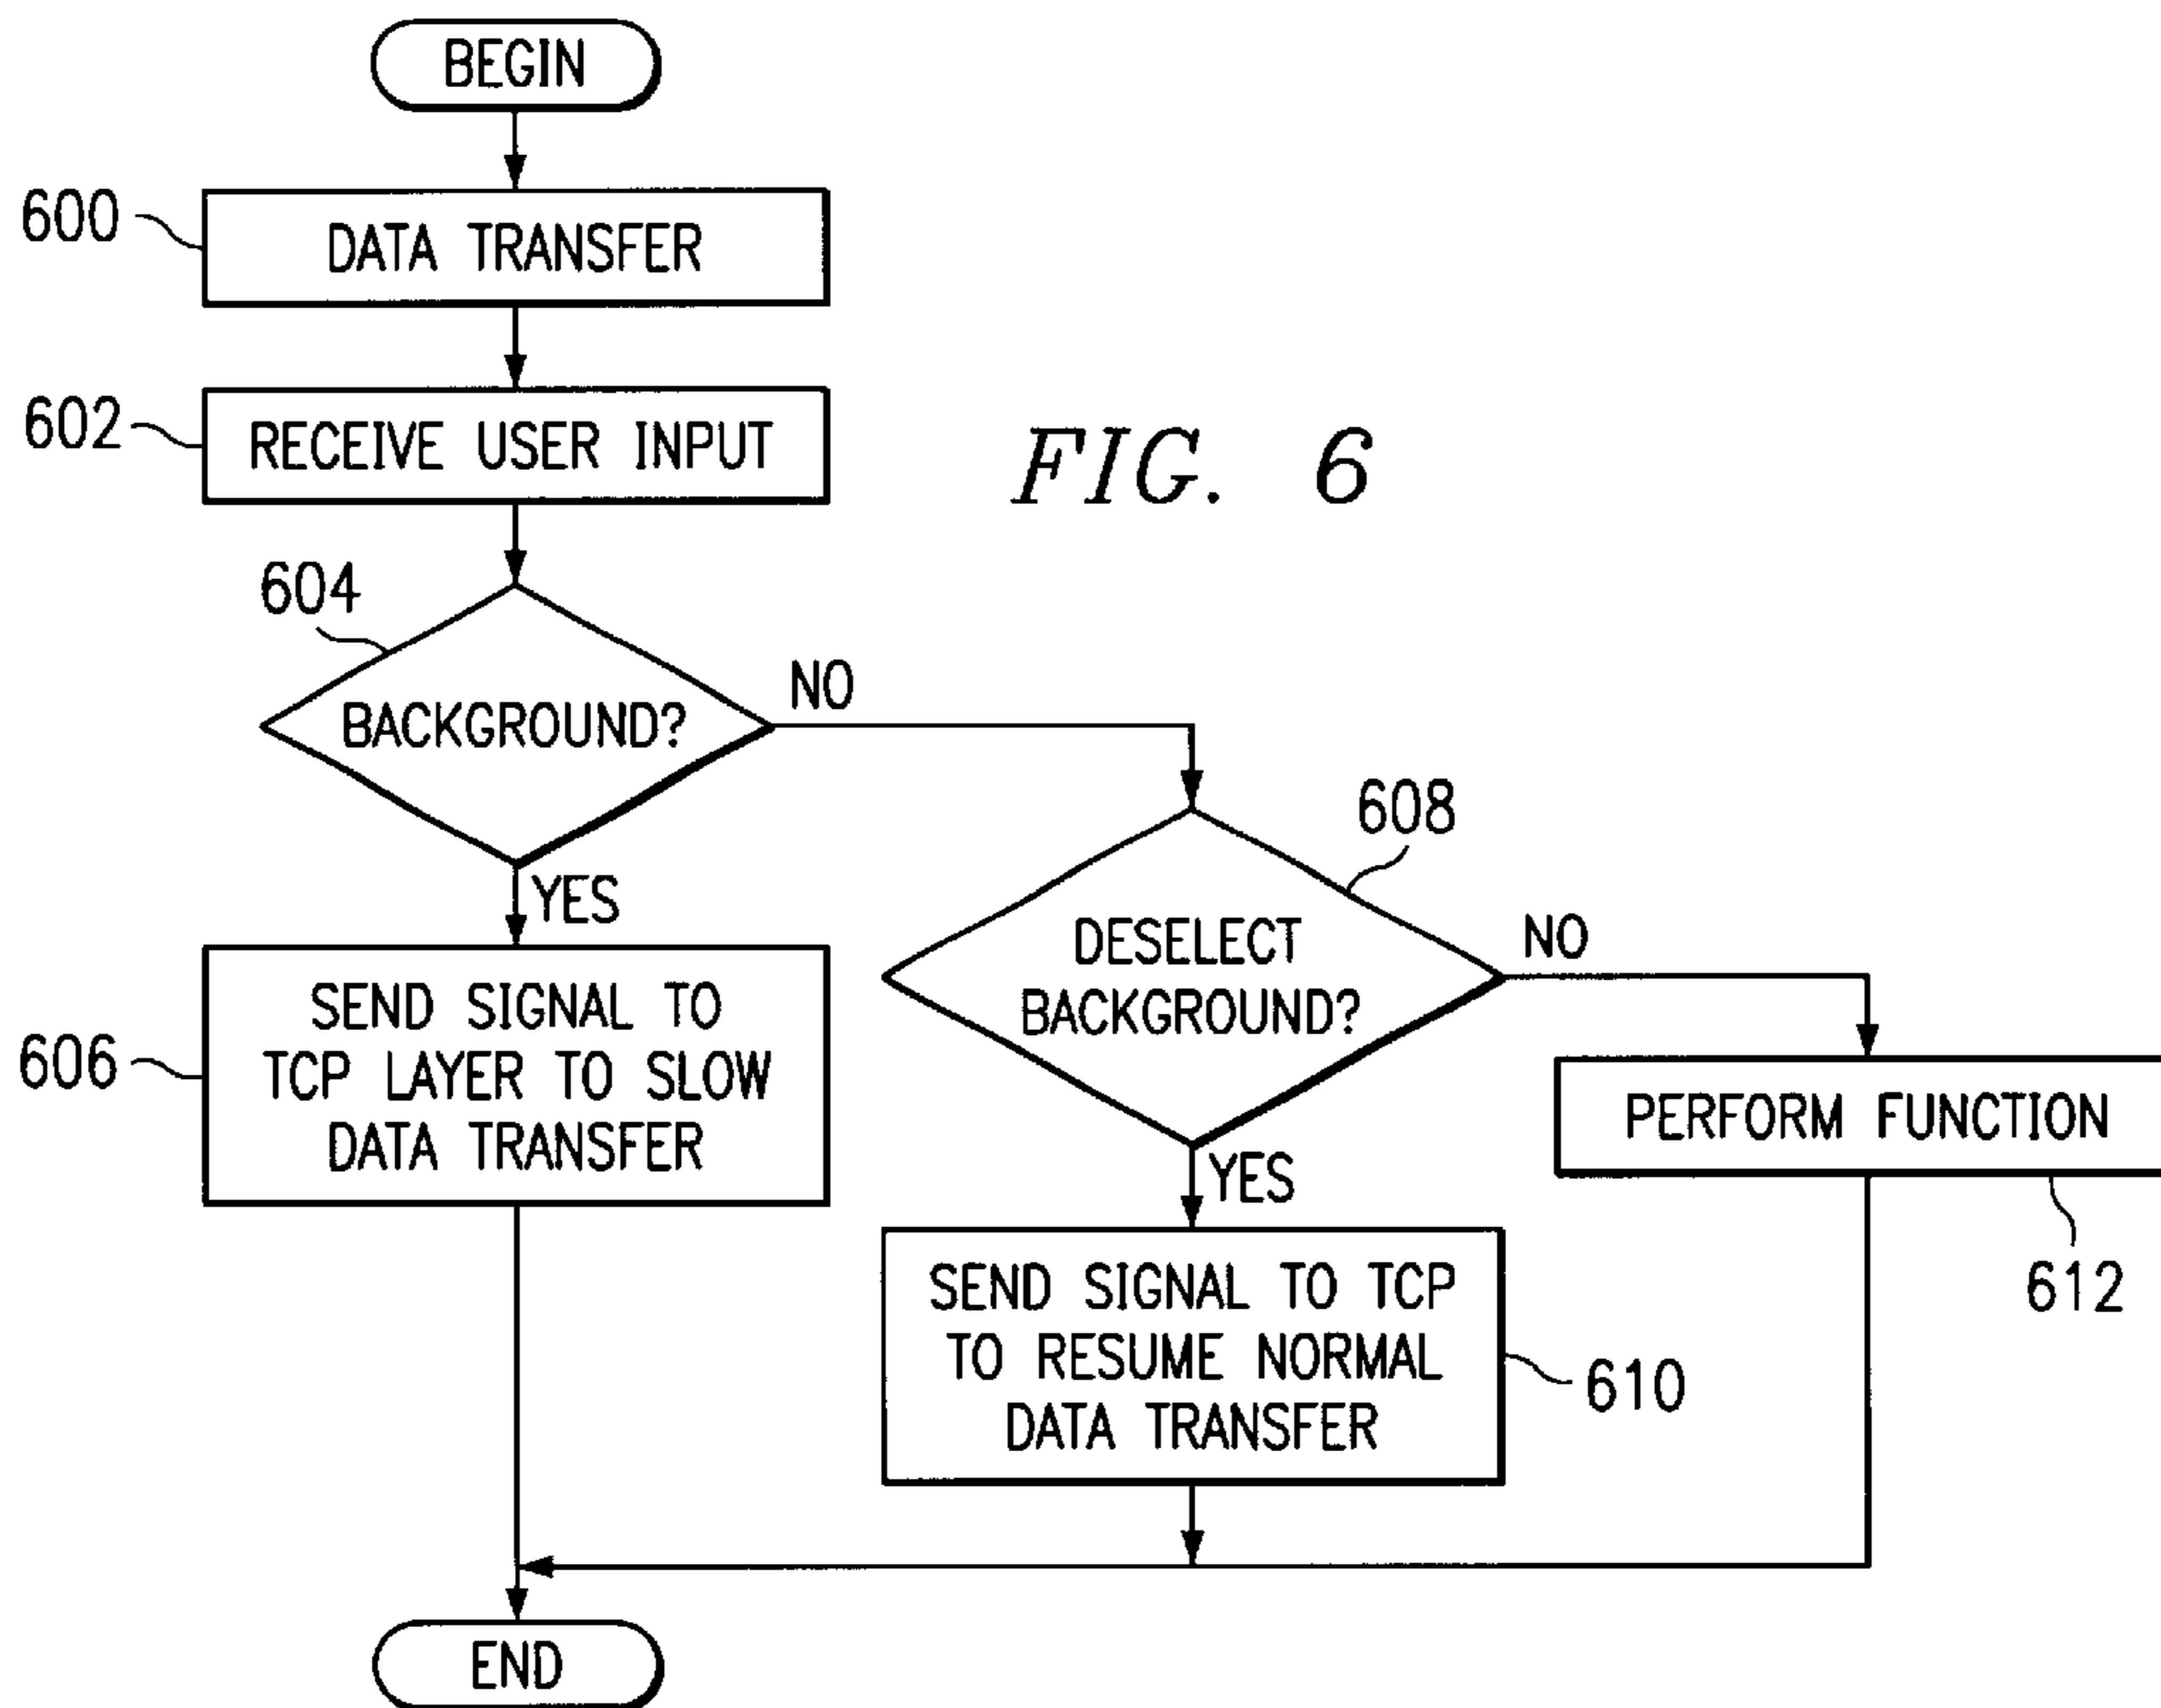 BEGIN
600
DATA TRANSFER
602
RECEIVE USER INPUT
FIG. 6
604
BACKGROUND?
NO
YES
606
SEND SIGNAL TO
TCP LAYER TO SLOW
DATA TRANSFER
608
DESELECT
BACKGROUND?
NO
YES
PERFORM FUNCTION
612
SEND SIGNAL TO TCP
TO RESUME NORMAL
DATA TRANSFER
610
END